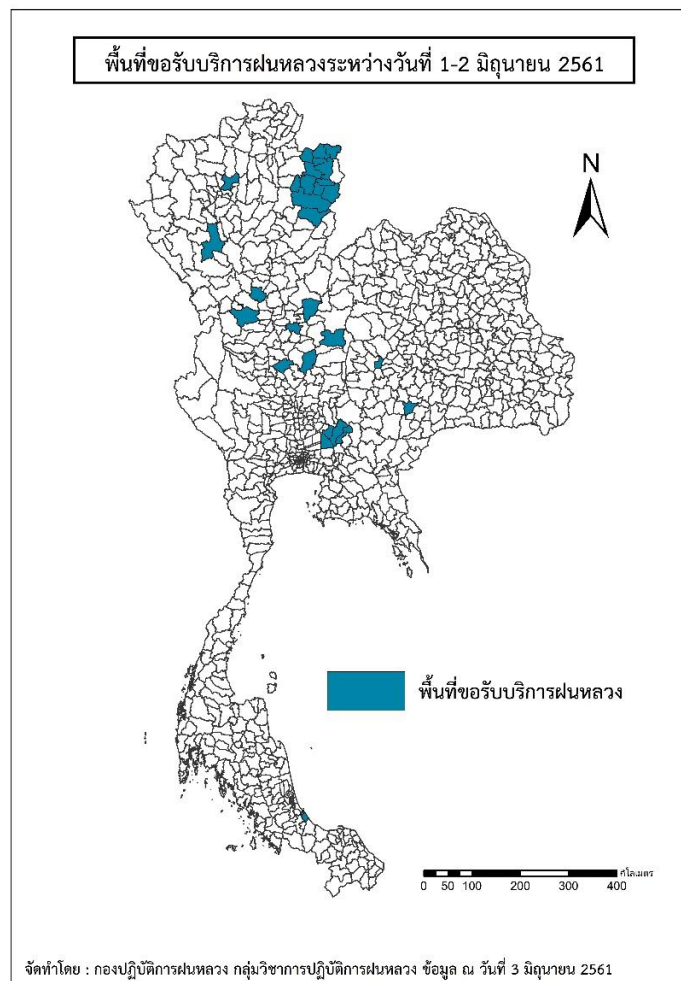 พื้นที่ขอรับบริการฝนหลวงระหว่างวันที่ 1-2 มิถุนายน 2561
N
พื้นที่ขอรับบริการฝนหลวง
กิโลเมตร
0 25 50 100 200 300 400
จัดทำโดย : กองปฏิบัติการฝนหลวง กลุ่มวิชาการปฏิบัติการฝนหลวง ข้อมูล ณ วันที่ 3 มิถุนายน 2561